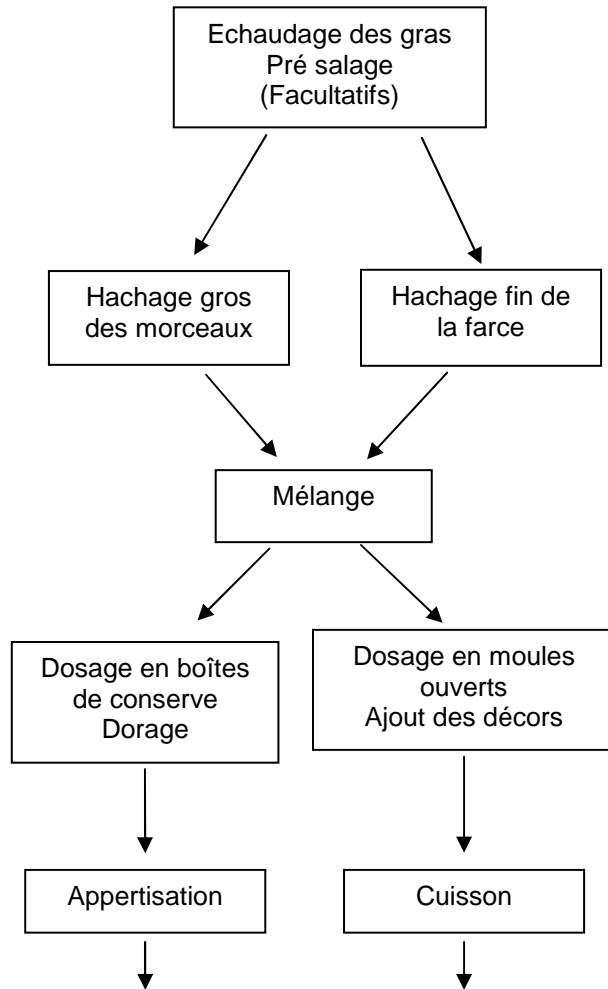 Echaudage des gras
Pré salage
(Facultatifs)
Hachage gros
des morceaux
Hachage fin de
la farce
Mélange
Dosage en boîtes
de conserve
Dorage
Dosage en moules
ouverts
Ajout des décors
Appertisation
Cuisson